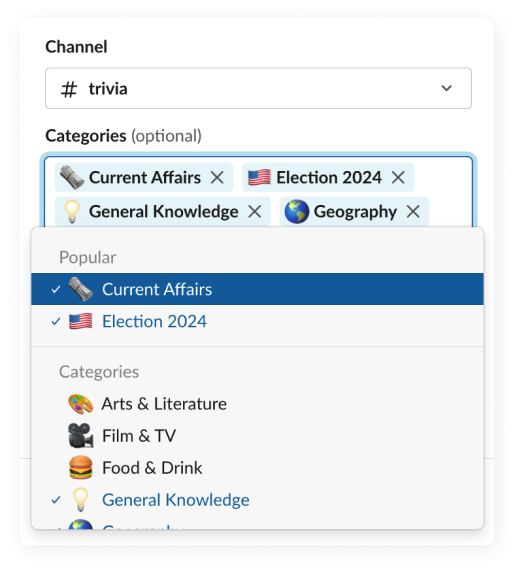 Channel
# trivia
Categories (optional)
Current Affairs × Election 2024 ×
General Knowledge × Geography ×
Popular
✓ Current Affairs
✓ Election 2024
Categories
Arts & Literature
Film & TV
Food & Drink
✓ General Knowledge